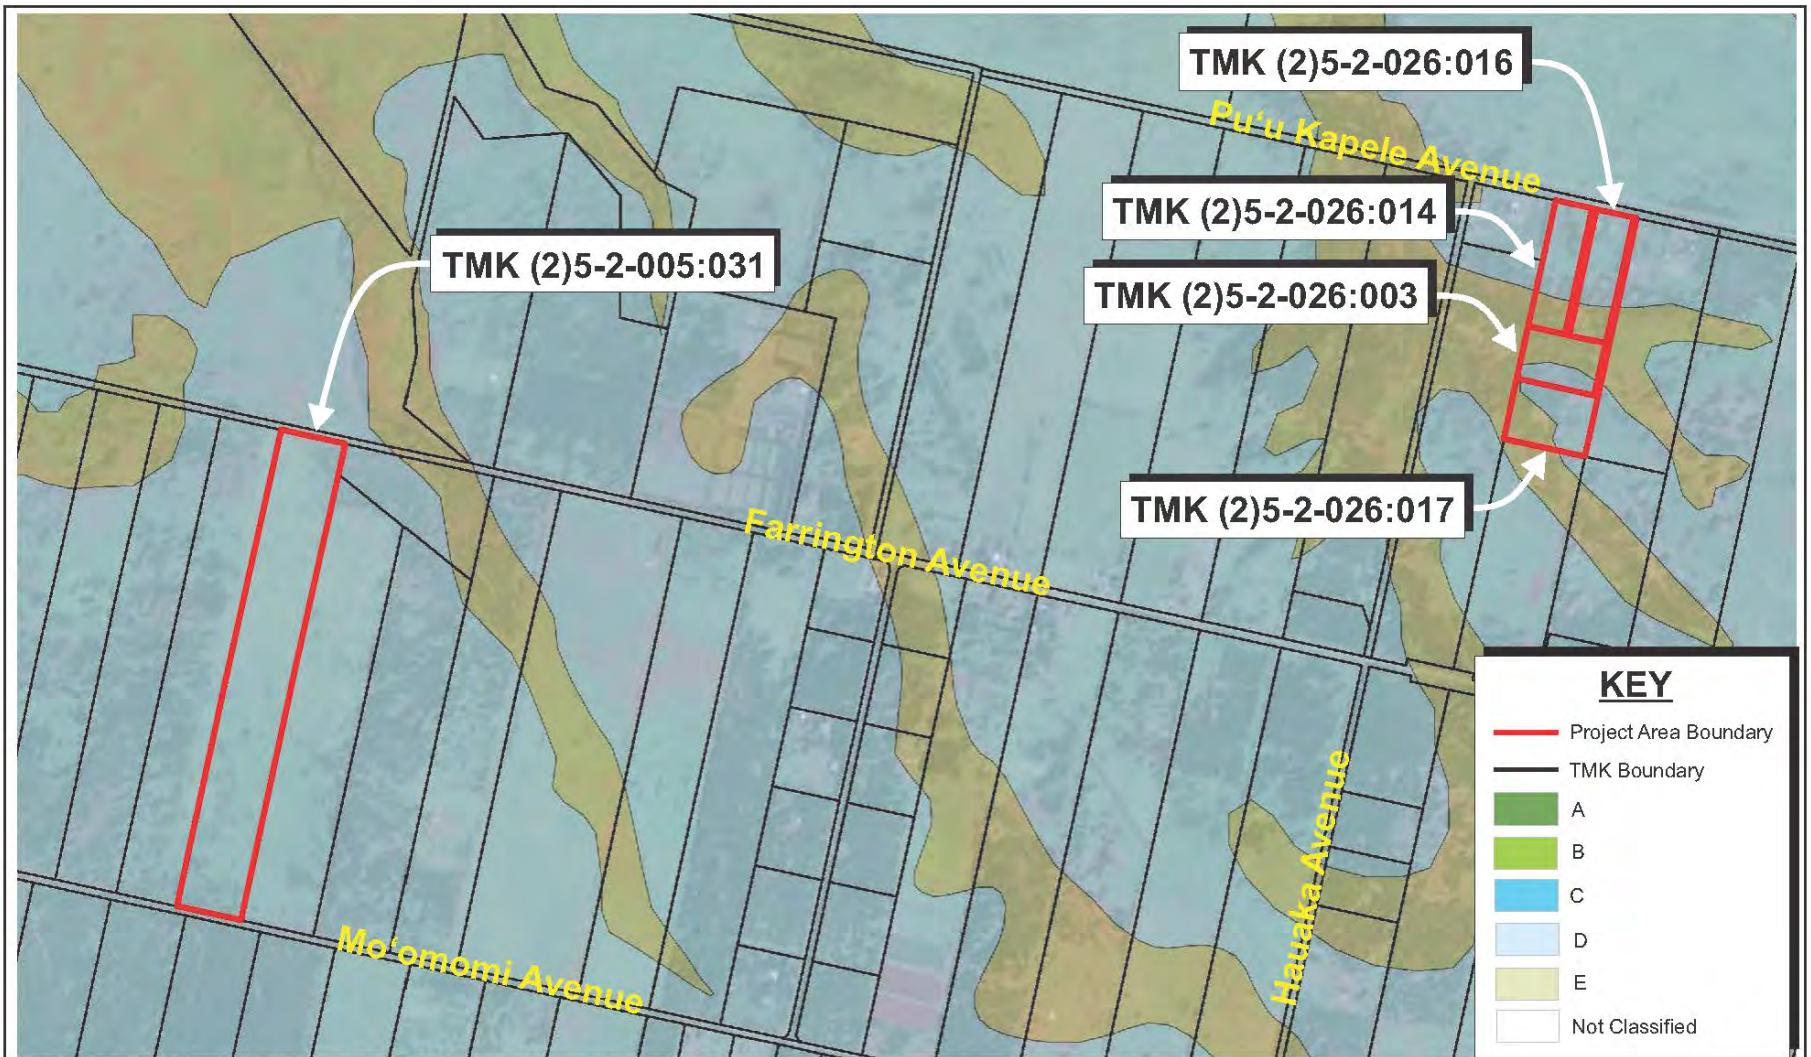 TMK (2)5-2-026:016
Pu‘u Kapele Avenue
TMK (2)5-2-026:014
TMK (2)5-2-005:031
TMK (2)5-2-026:003
TMK (2)5-2-026:017
Farrington Avenue
Hauaka Avenue
Mo‘omomi Avenue
KEY
Project Area Boundary
TMK Boundary
A
B
C
D
E
Not Classified